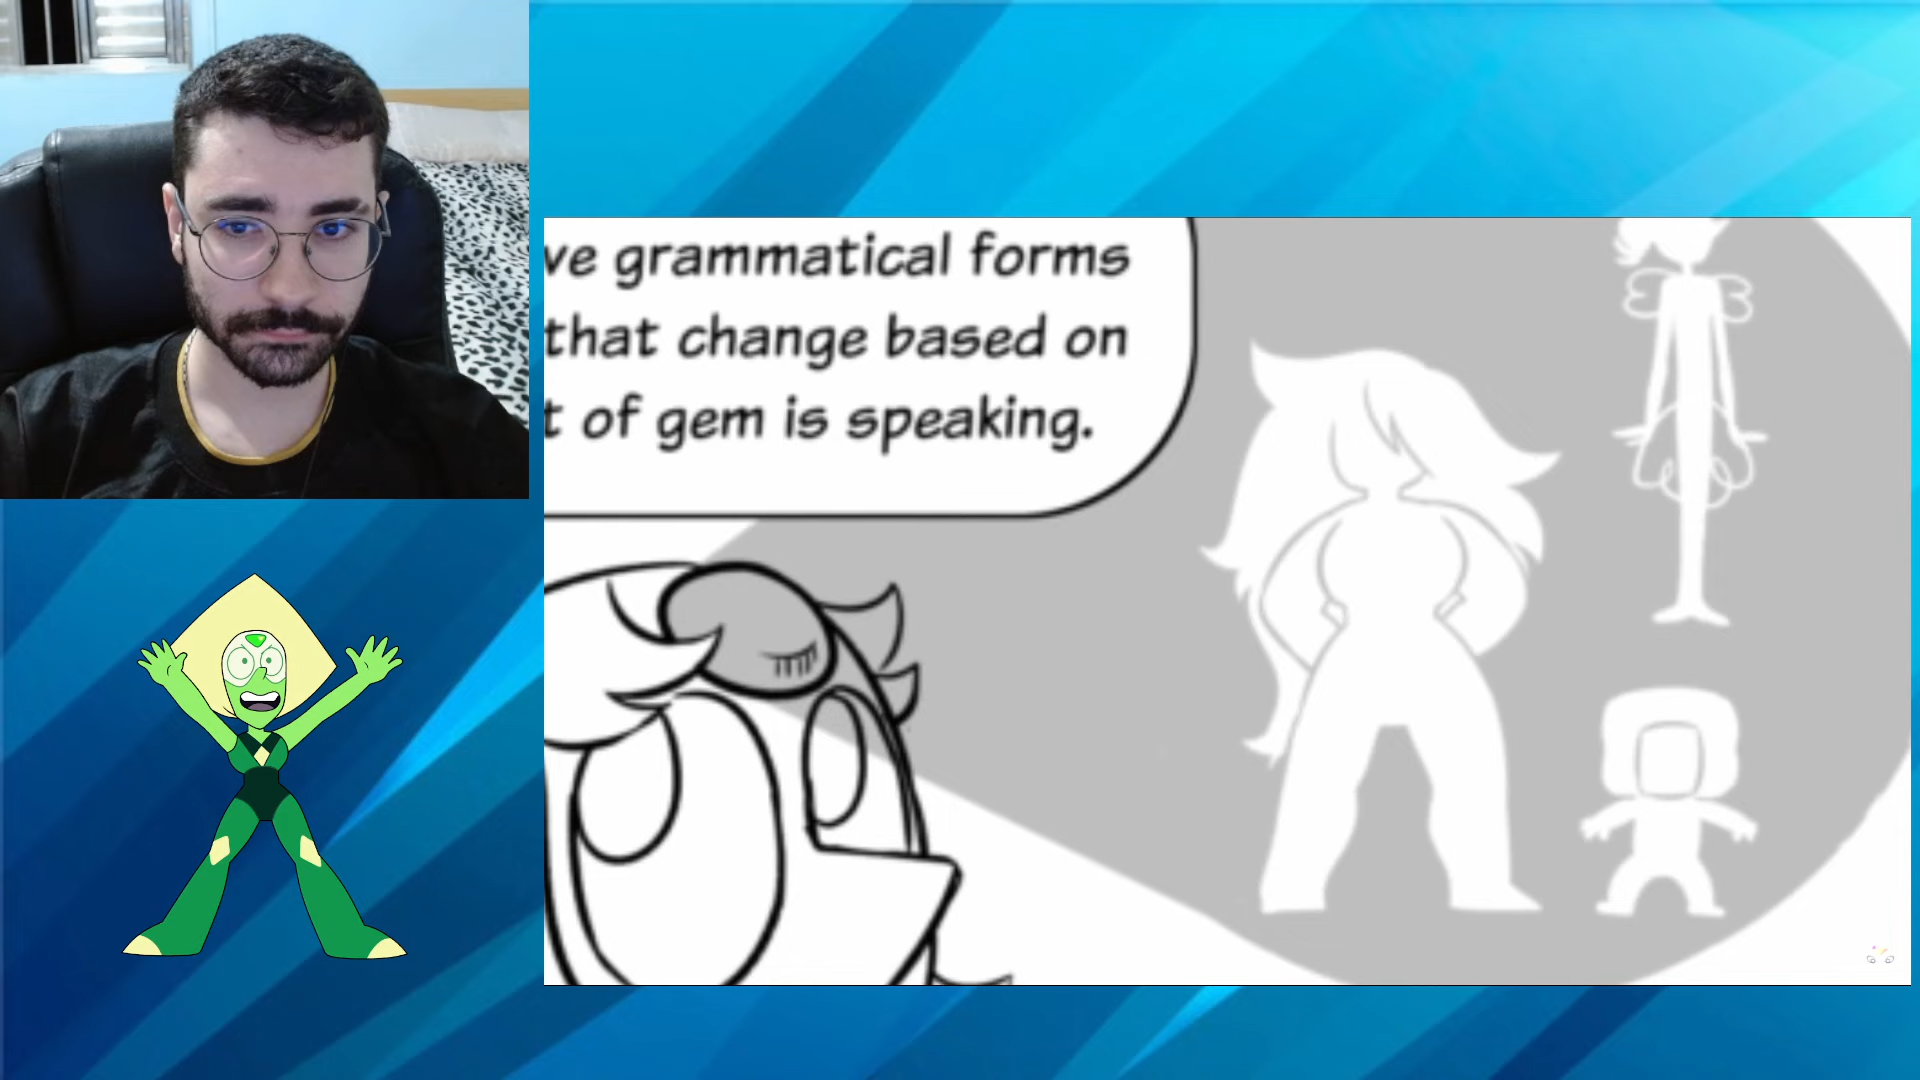 ve grammatical forms
that change based on
t of gem is speaking.